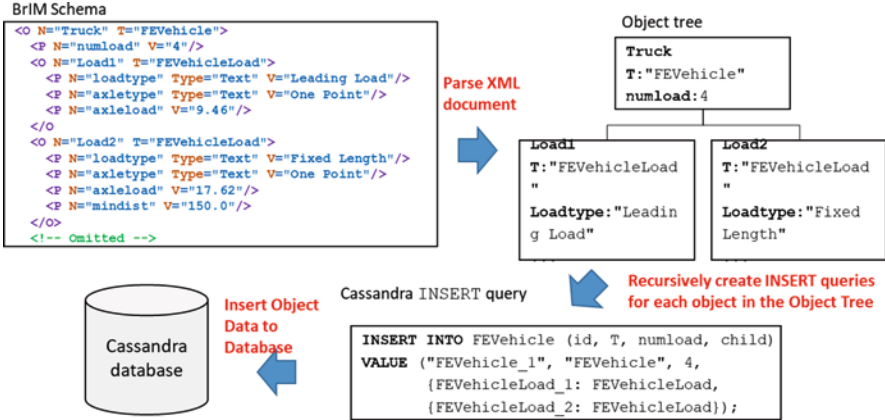 BrIM Schema
<O N="Truck" T="FEVehicle">
<P N="numload" V="4"/>
<O N="Load1" T="FEVehicleLoad">
<P N="loadtype" Type="Text" V="Leading Load"/>
<P N="axletype" Type="Text" V="One Point"/>
<P N="axleload" V="9.46"/>
</O
<O N="Load2" T="FEVehicleLoad">
<P N="loadtype" Type="Text" V="Fixed Length"/>
<P N="axletype" Type="Text" V="One Point"/>
<P N="axleload" V="17.62"/>
<P N="mindist" V="150.0"/>
</O>
<!-- Omitted -->
Parse XML
document
Object tree
Truck
T:"FEVehicle"
numload:4
Load1
T:"FEVehicleLoad
"
Loadtype:"Leadin
g Load"
...
Load2
T:"FEVehicleLoad
"
Loadtype:"Fixed
Length"
...
Recursively create INSERT queries
for each object in the Object Tree
Cassandra INSERT query
INSERT INTO FEVehicle (id, T, numload, child)
VALUE ("FEVehicle_1", "FEVehicle", 4,
{FEVehicleLoad_1: FEVehicleLoad,
{FEVehicleLoad_2: FEVehicleLoad});
Insert Object
Data to
Database
Cassandra
database